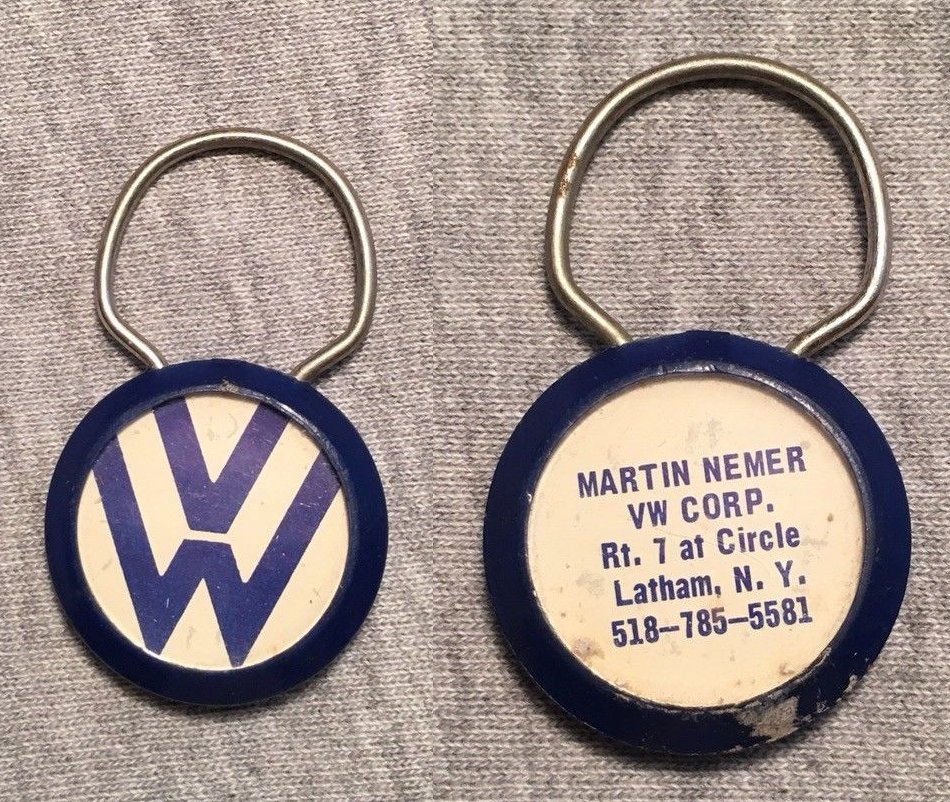 VW
MARTIN NEMER
VW CORP.
Rt. 7 at Circle
Latham, N. Y.
518-785-5581